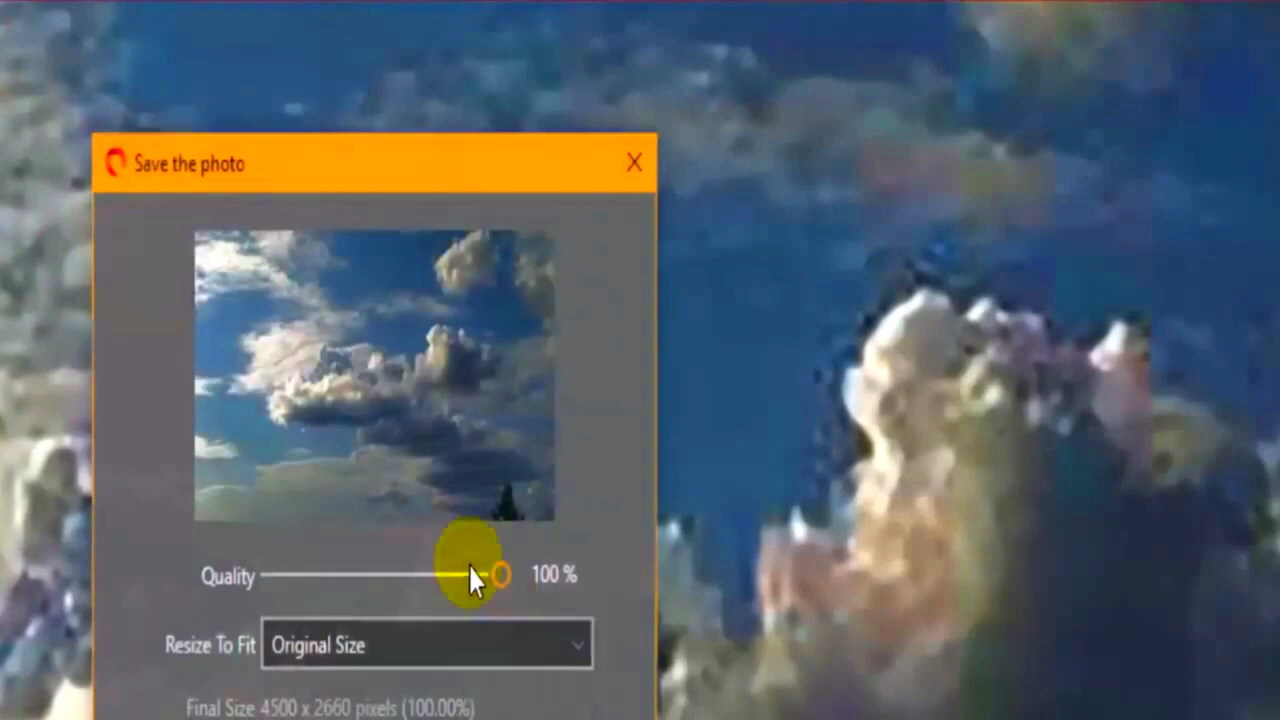 Save the photo
Quality 100 %
Resize To Fit Original Size
Final Size 4500 x 2660 pixels (100.00%)